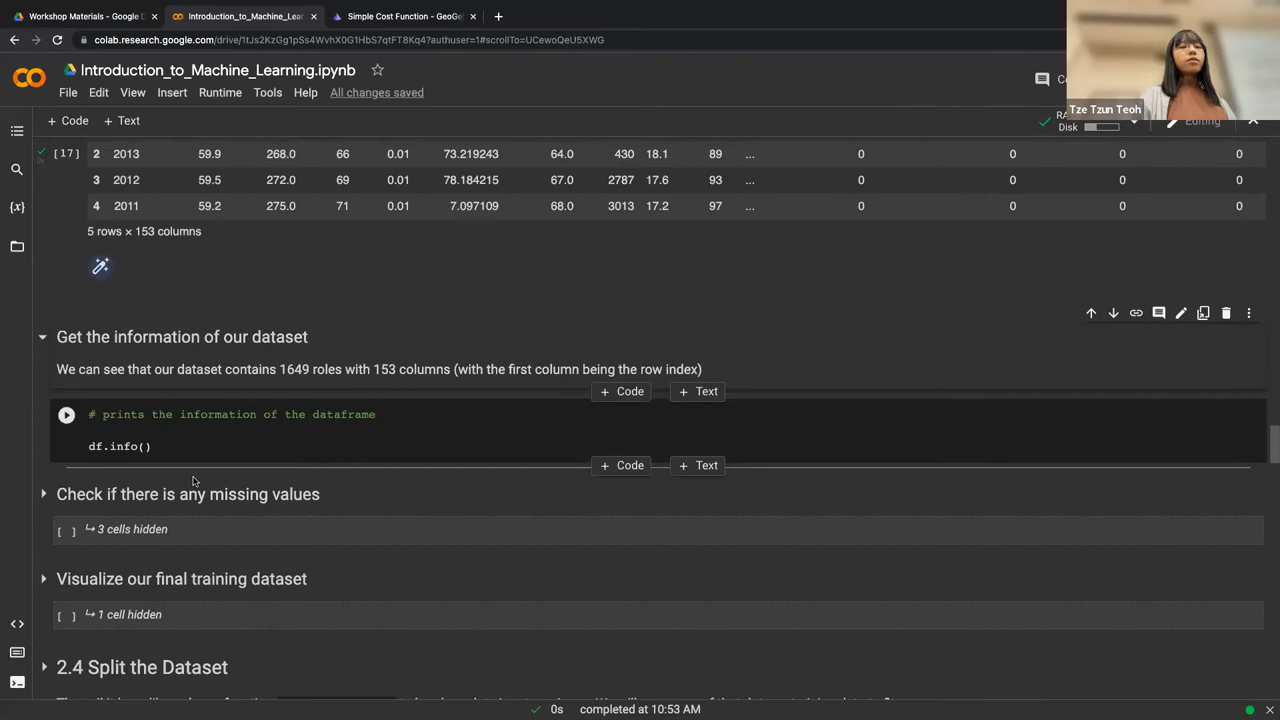 Workshop Materials - Google D
Introduction_to_Machine_Lear
Simple Cost Function - GeoGe
colab.research.google.com/drive/1tJs2KzGg1pSs4WvhX0G1HbS7qtFT8Kq4?authuser=1#scrollTo=UCewoQeU5XWG
Introduction_to_Machine_Learning.ipynb
File Edit View Insert Runtime Tools Help All changes saved
+ Code + Text
RA
Disk
Editing
Tze Tzun Teoh
[17] 2 2013 59.9 268.0 66 0.01 73.219243 64.0 430 18.1 89 ... 0 0 0 0
3 2012 59.5 272.0 69 0.01 78.184215 67.0 2787 17.6 93 ... 0 0 0 0
4 2011 59.2 275.0 71 0.01 7.097109 68.0 3013 17.2 97 ... 0 0 0 0
5 rows × 153 columns
Get the information of our dataset
We can see that our dataset contains 1649 roles with 153 columns (with the first column being the row index)
+ Code + Text
# prints the information of the dataframe
df.info()
+ Code + Text
Check if there is any missing values
[ ] ↳ 3 cells hidden
Visualize our final training dataset
[ ] ↳ 1 cell hidden
2.4 Split the Dataset
0s completed at 10:53 AM